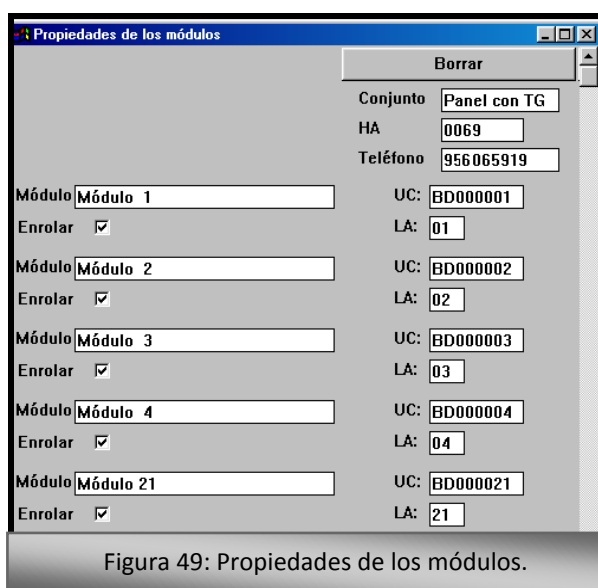 Propiedades de los módulos
Borrar
Conjunto Panel con TG
HA 0069
Teléfono 956065919
Módulo Módulo 1 UC: BD000001
Enrolar LA: 01
Módulo Módulo 2 UC: BD000002
Enrolar LA: 02
Módulo Módulo 3 UC: BD000003
Enrolar LA: 03
Módulo Módulo 4 UC: BD000004
Enrolar LA: 04
Módulo Módulo 21 UC: BD000021
Enrolar LA: 21
Figura 49: Propiedades de los módulos.